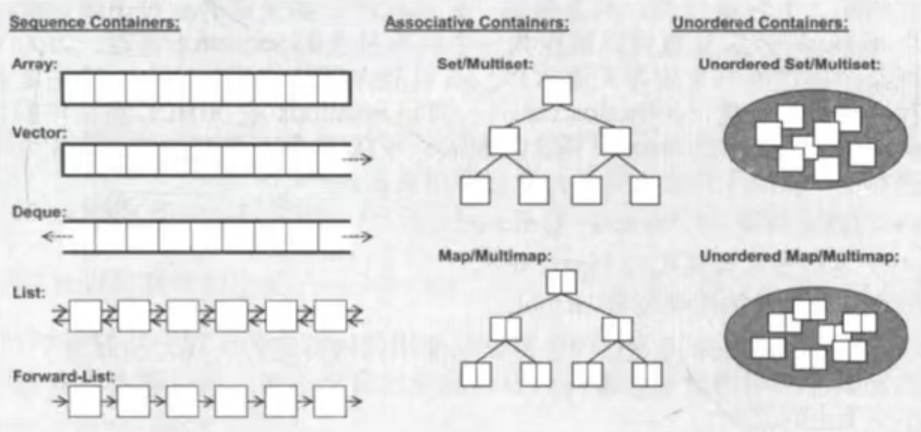 Sequence Containers:
Array:
Vector:
Deque:
List:
Forward-List:
Associative Containers:
Set/Multiset:
Map/Multimap:
Unordered Containers:
Unordered Set/Multiset:
Unordered Map/Multimap: